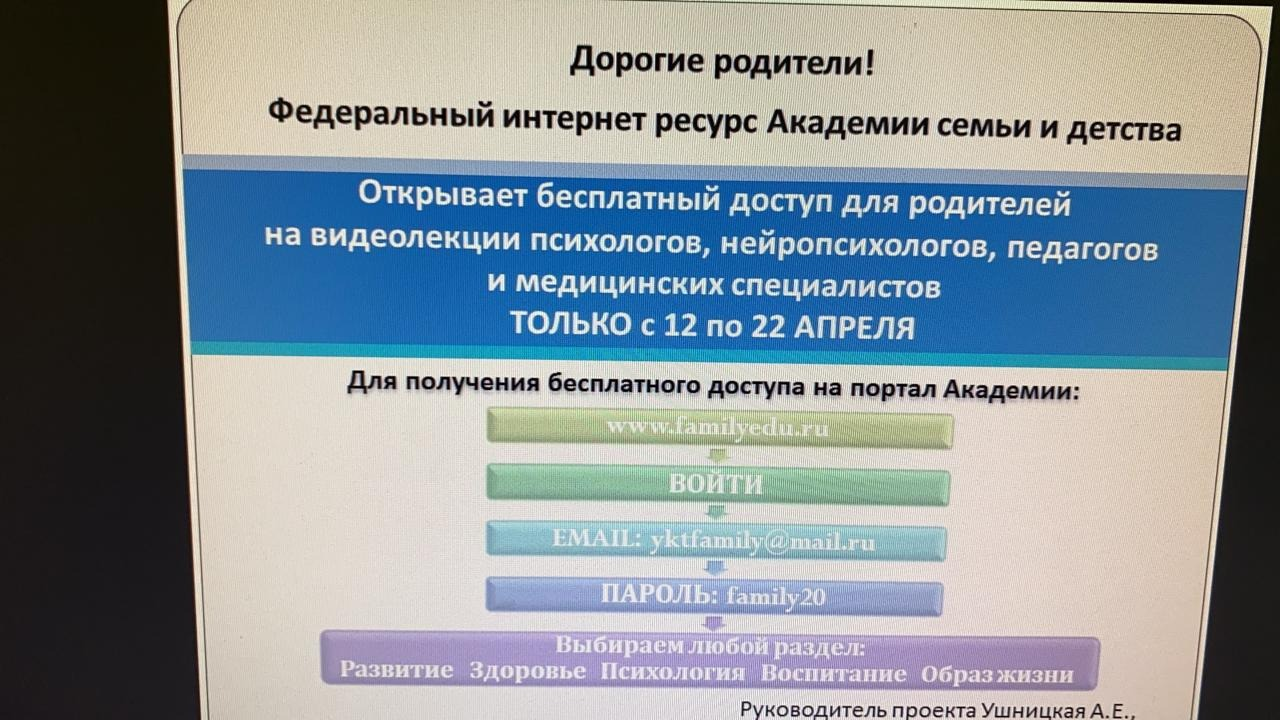 Дорогие родители!
Федеральный интернет ресурс Академии семьи и детства
Открывает бесплатный доступ для родителей
на видеолекции психологов, нейропсихологов, педагогов
и медицинских специалистов
ТОЛЬКО с 12 по 22 АПРЕЛЯ
Для получения бесплатного доступа на портал Академии:
www.familyedu.ru
ВОЙТИ
EMAIL: yktfamily@mail.ru
ПАРОЛЬ: family20
Выбираем любой раздел:
Развитие Здоровье Психология Воспитание Образ жизни
Руководитель проекта Ушницкая А.Е.,